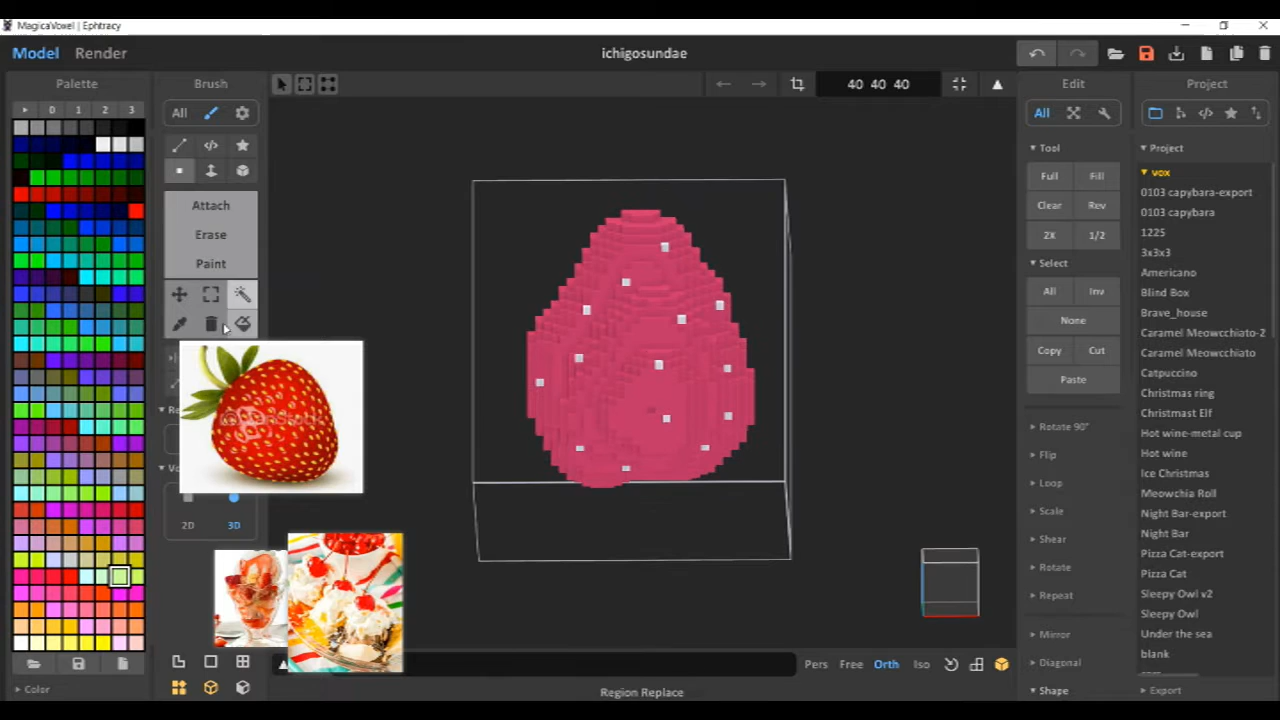 MagicaVoxel | Ephtracy
Model Render
ichigosundae
Palette
0 1 2 3
Color
Brush
All
Attach
Erase
Paint
2D 3D
40 40 40
Pers Free Orth Iso
Region Replace
Edit
All
Tool
Full Fill
Clear Rev
2X 1/2
Select
All Inv
None
Copy Cut
Paste
Rotate 90°
Flip
Loop
Scale
Shear
Rotate
Repeat
Mirror
Diagonal
Shape
Project
Project
vox
0103 capybara-export
0103 capybara
1225
3x3x3
Americano
Blind Box
Brave_house
Caramel Meowcchiato-2
Caramel Meowcchiato
Catpuccino
Christmas ring
Christmast Elf
Hot wine-metal cup
Hot wine
Ice Christmas
Meowchia Roll
Night Bar-export
Night Bar
Pizza Cat-export
Pizza Cat
Sleepy Owl v2
Sleepy Owl
Under the sea
blank
Export